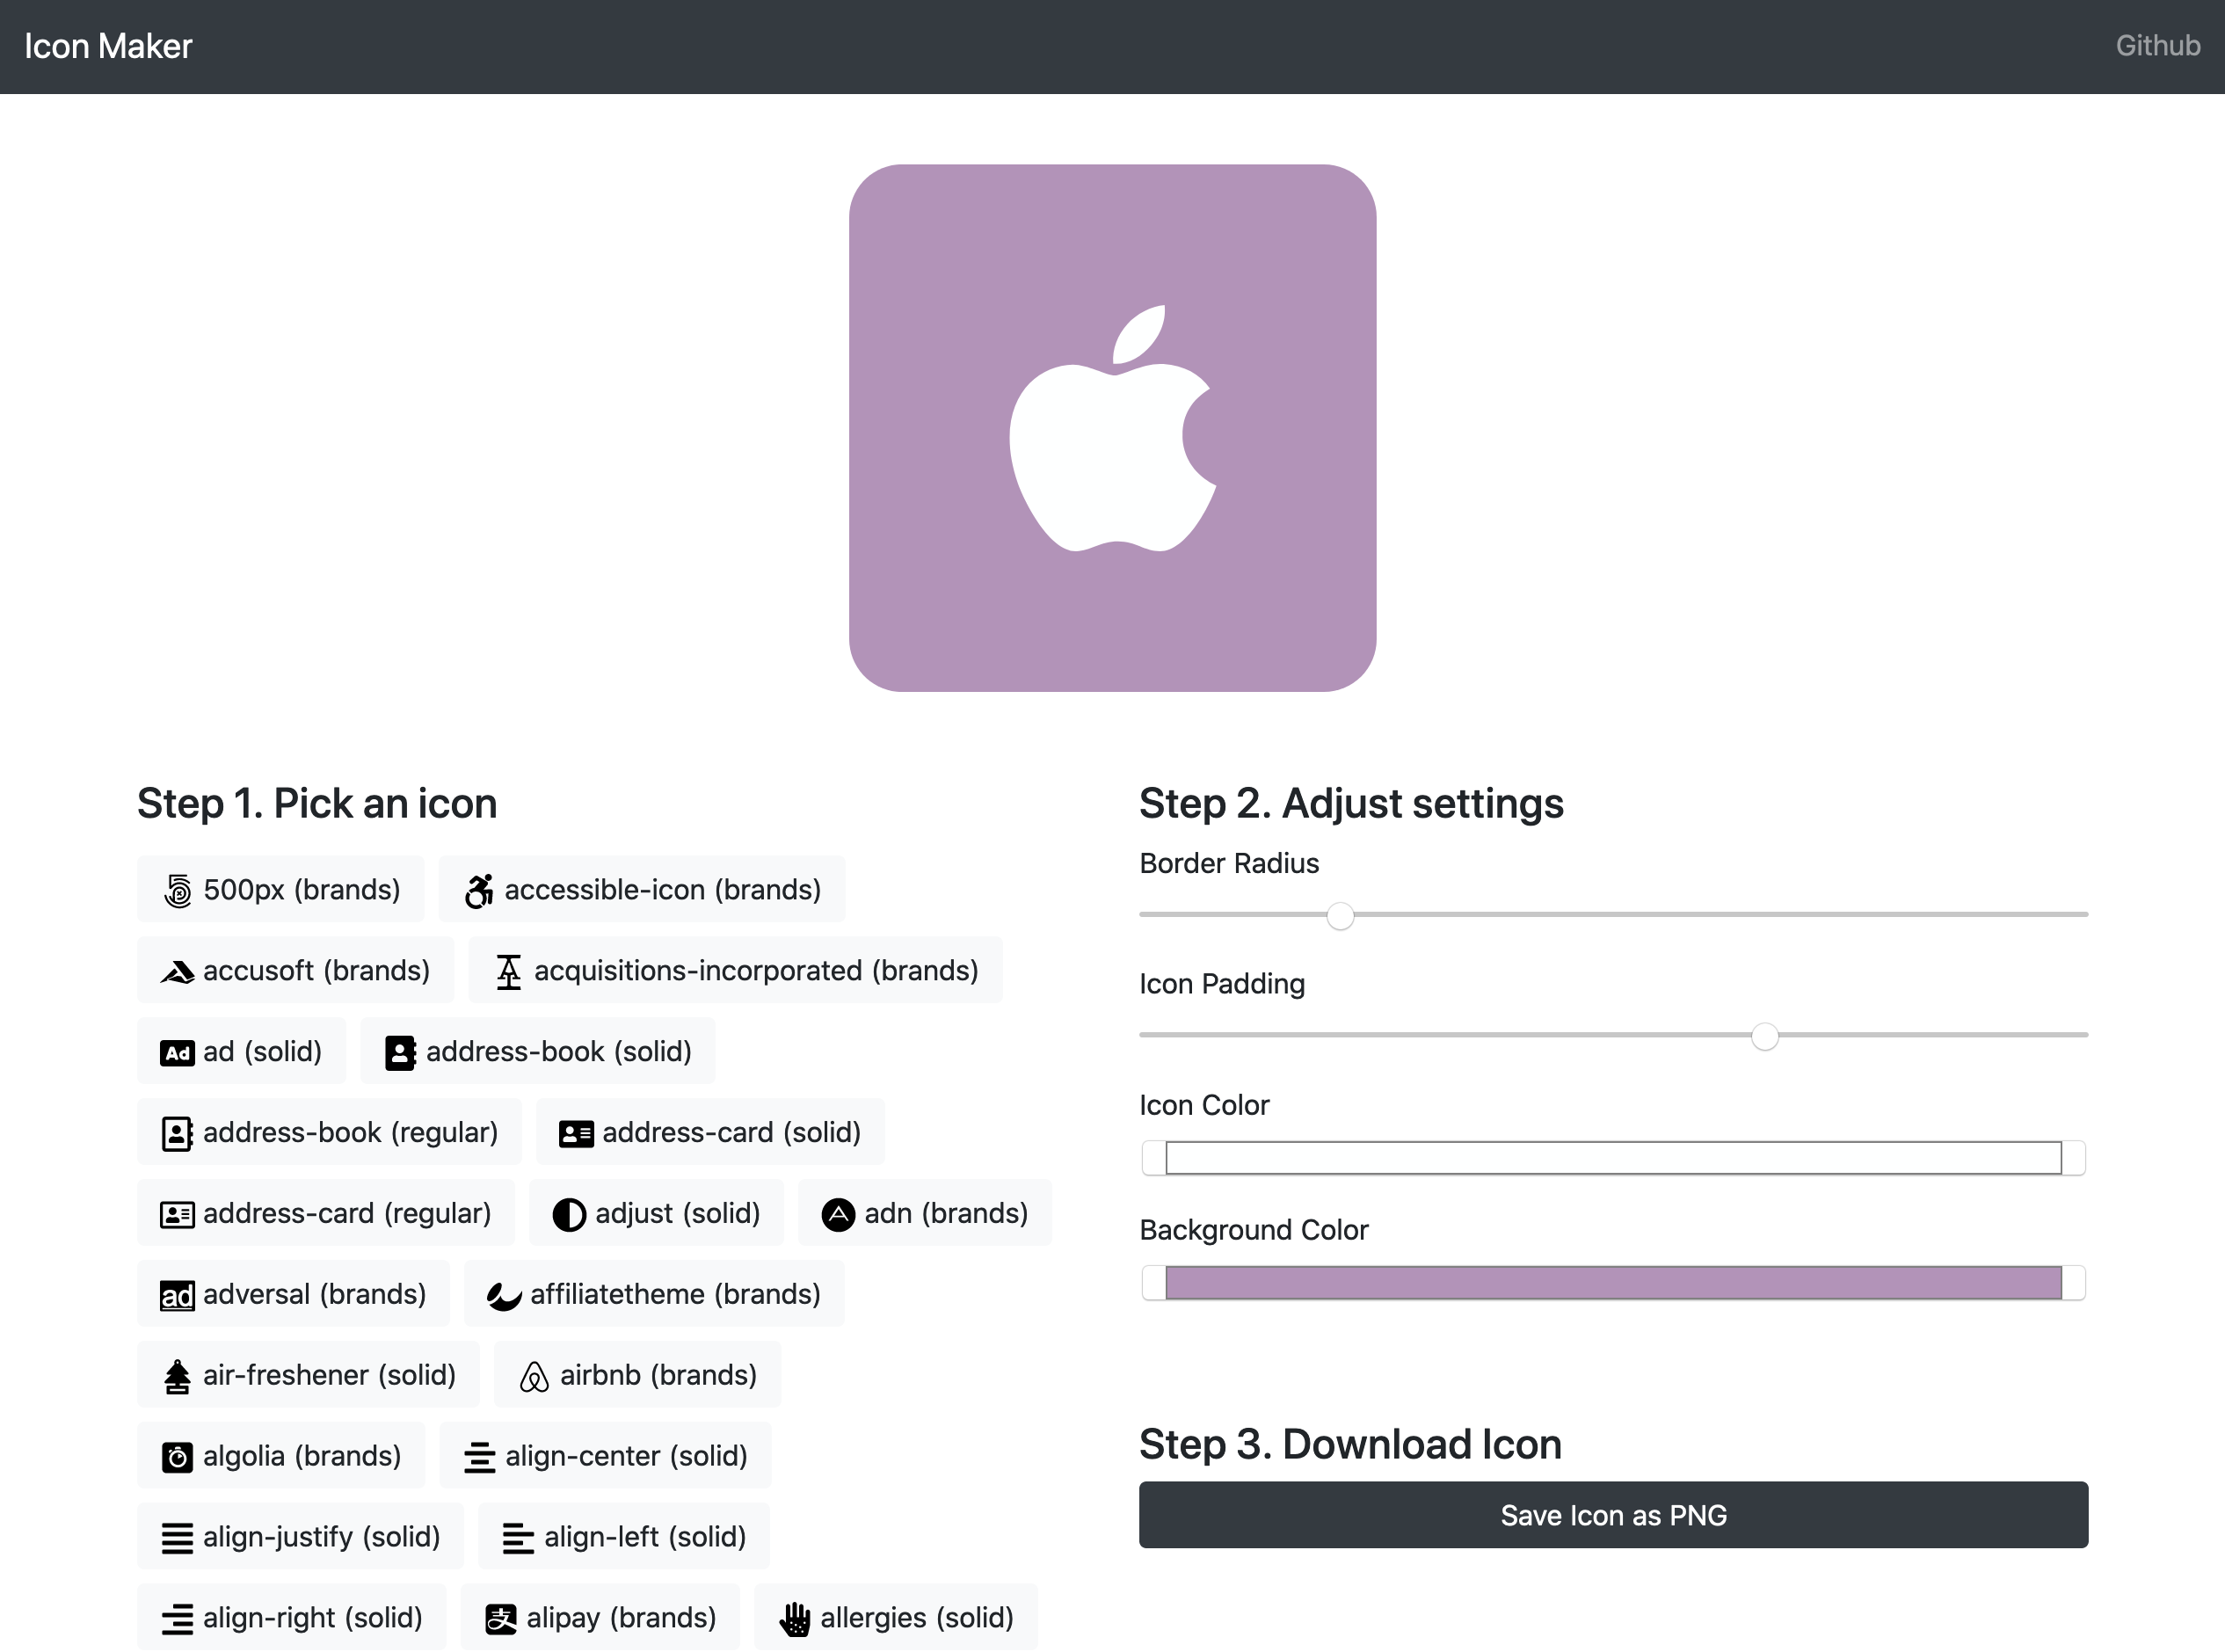 Icon Maker
Github
Step 1. Pick an icon
500px (brands)
accessible-icon (brands)
accusoft (brands)
acquisitions-incorporated (brands)
Ad
ad (solid)
address-book (solid)
address-book (regular)
address-card (solid)
address-card (regular)
adjust (solid)
adn (brands)
ad
adversal (brands)
affiliatetheme (brands)
air-freshener (solid)
airbnb (brands)
algolia (brands)
align-center (solid)
align-justify (solid)
align-left (solid)
align-right (solid)
支
alipay (brands)
allergies (solid)
Step 2. Adjust settings
Border Radius
Icon Padding
Icon Color
Background Color
Step 3. Download Icon
Save Icon as PNG